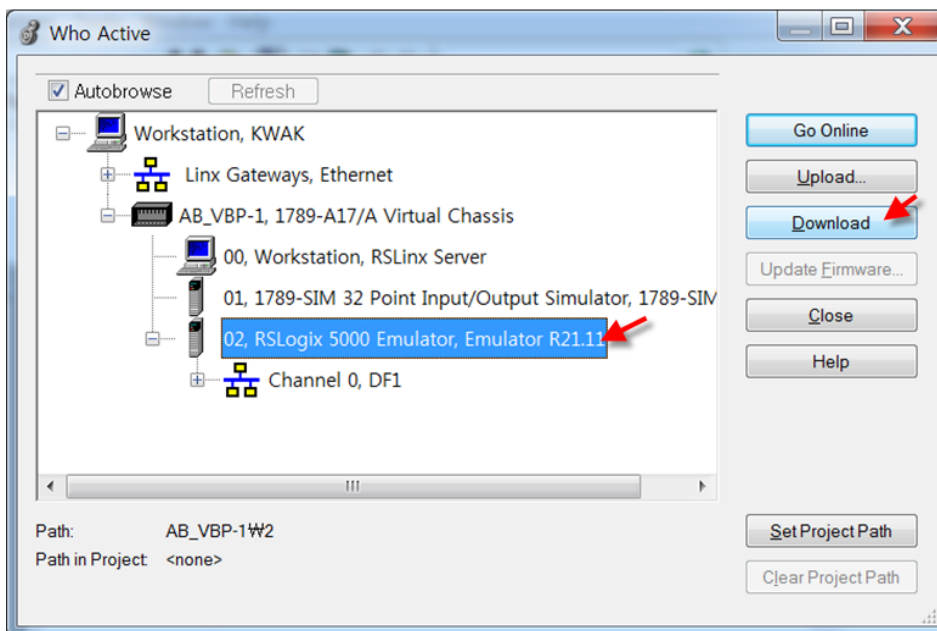 Who Active
Autobrowse
Refresh
Workstation, KWAK
Linx Gateways, Ethernet
AB_VBP-1, 1789-A17/A Virtual Chassis
00, Workstation, RSLinx Server
01, 1789-SIM 32 Point Input/Output Simulator, 1789-SIM
02, RSLogix 5000 Emulator, Emulator R21.11
Channel 0, DF1
Go Online
Upload...
Download
Update Firmware...
Close
Help
Path: AB_VBP-1₩2
Path in Project: <none>
Set Project Path
Clear Project Path